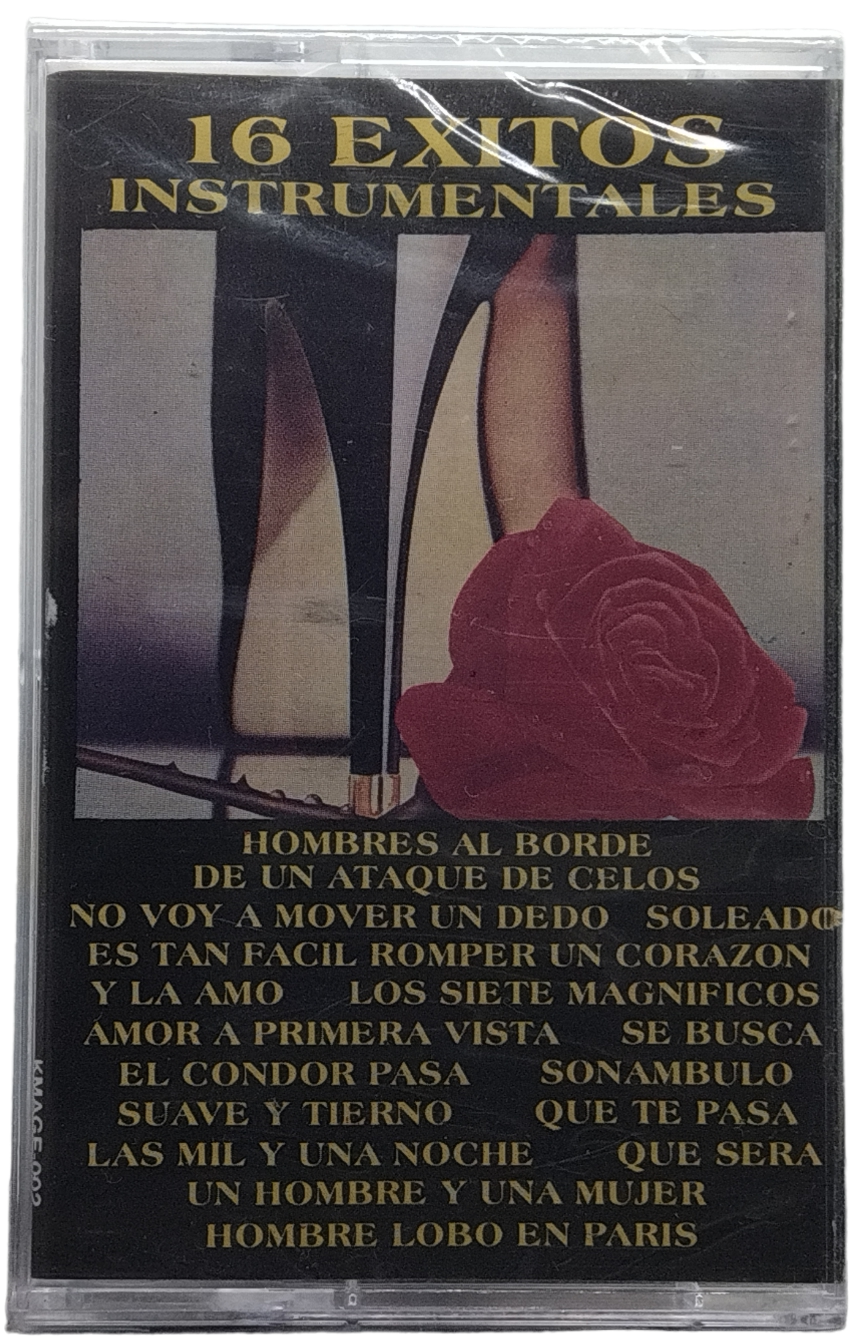 16 EXITOS
INSTRUMENTALES
HOMBRES AL BORDE
DE UN ATAQUE DE CELOS
NO VOY A MOVER UN DEDO SOLEADO
ES TAN FACIL ROMPER UN CORAZON
Y LA AMO LOS SIETE MAGNIFICOS
AMOR A PRIMERA VISTA SE BUSCA
EL CONDOR PASA SONAMBULO
SUAVE Y TIERNO QUE TE PASA
LAS MIL Y UNA NOCHE QUE SERA
UN HOMBRE Y UNA MUJER
HOMBRE LOBO EN PARIS